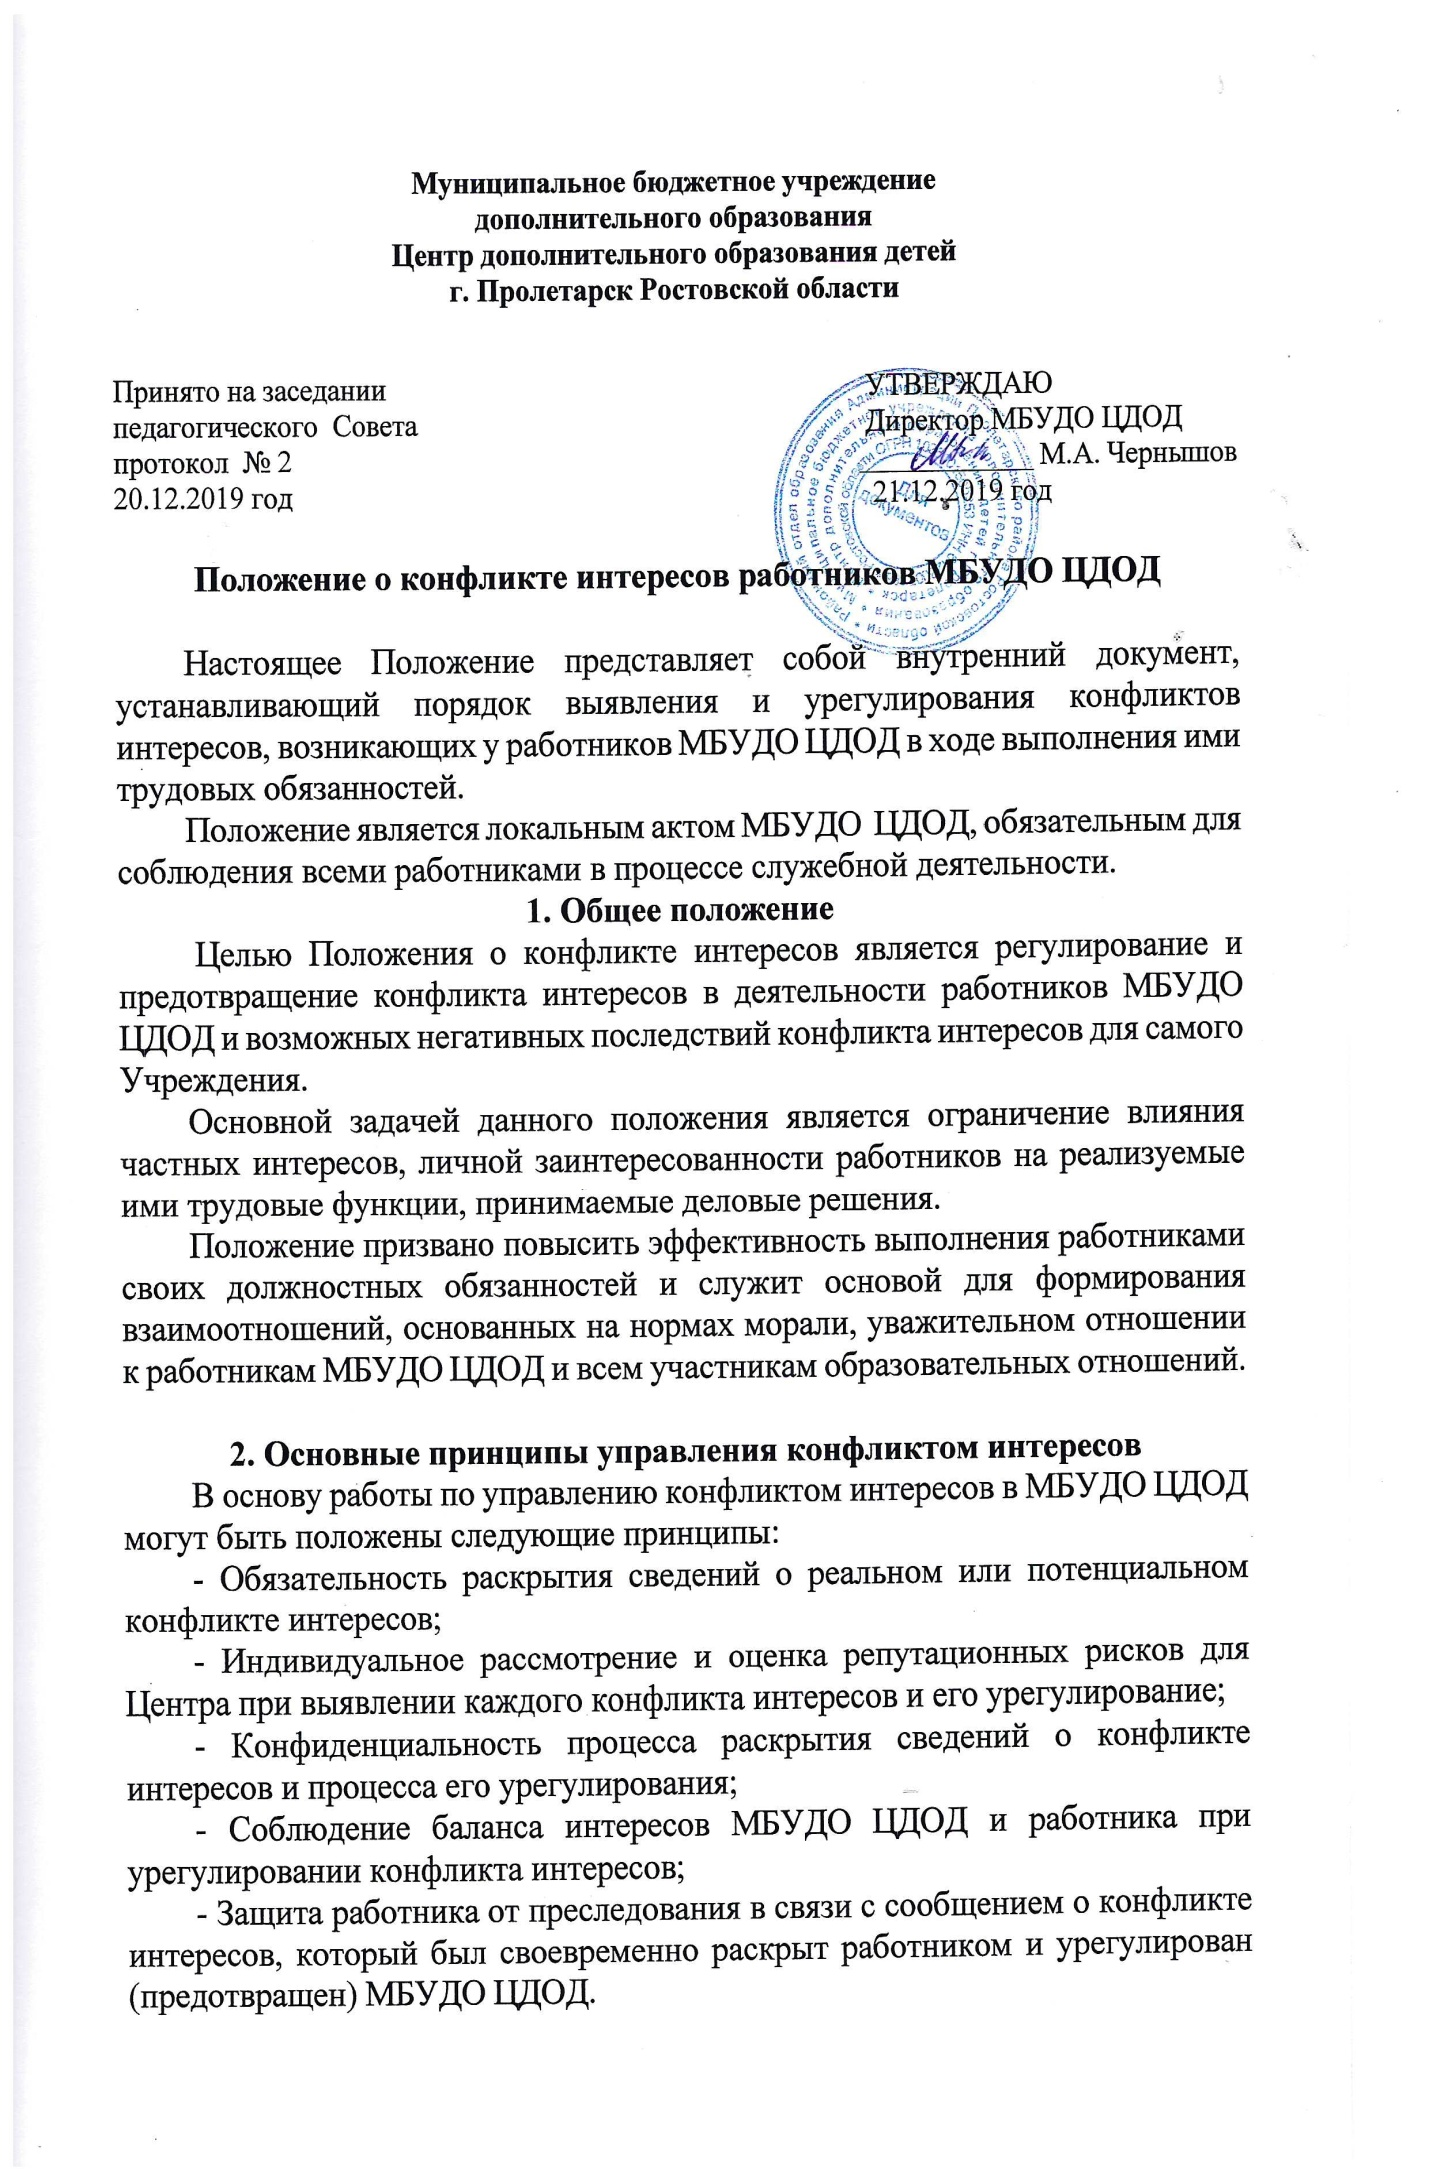 Муниципальное бюджетное учреждение
дополнительного образования
Центр дополнительного образования детей
г. Пролетарск Ростовской области
Принято на заседании
педагогического Совета
протокол № 2
20.12.2019 год
УТВЕРЖДАЮ
Директор МБУДО ЦДОД
____________ М.А. Чернышов
21.12.2019 год
Для
документов
Положение о конфликте интересов работников МБУДО ЦДОД
Настоящее Положение представляет собой внутренний документ,
устанавливающий порядок выявления и урегулирования конфликтов
интересов, возникающих у работников МБУДО ЦДОД в ходе выполнения ими
трудовых обязанностей.
Положение является локальным актом МБУДО ЦДОД, обязательным для
соблюдения всеми работниками в процессе служебной деятельности.
1. Общее положение
Целью Положения о конфликте интересов является регулирование и
предотвращение конфликта интересов в деятельности работников МБУДО
ЦДОД и возможных негативных последствий конфликта интересов для самого
Учреждения.
Основной задачей данного положения является ограничение влияния
частных интересов, личной заинтересованности работников на реализуемые
ими трудовые функции, принимаемые деловые решения.
Положение призвано повысить эффективность выполнения работниками
своих должностных обязанностей и служит основой для формирования
взаимоотношений, основанных на нормах морали, уважительном отношении
к работникам МБУДО ЦДОД и всем участникам образовательных отношений.
2. Основные принципы управления конфликтом интересов
В основу работы по управлению конфликтом интересов в МБУДО ЦДОД
могут быть положены следующие принципы:
- Обязательность раскрытия сведений о реальном или потенциальном
конфликте интересов;
- Индивидуальное рассмотрение и оценка репутационных рисков для
Центра при выявлении каждого конфликта интересов и его урегулирование;
- Конфиденциальность процесса раскрытия сведений о конфликте
интересов и процесса его урегулирования;
- Соблюдение баланса интересов МБУДО ЦДОД и работника при
урегулировании конфликта интересов;
- Защита работника от преследования в связи с сообщением о конфликте
интересов, который был своевременно раскрыт работником и урегулирован
(предотвращен) МБУДО ЦДОД.